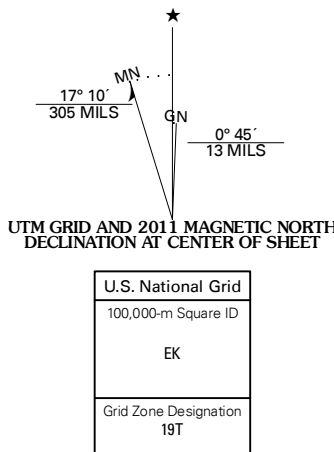 ★
MN
GN
17° 10´
305 MILS
0° 45´
13 MILS
UTM GRID AND 2011 MAGNETIC NORTH
DECLINATION AT CENTER OF SHEET
U.S. National Grid
100,000-m Square ID
EK
Grid Zone Designation
19T